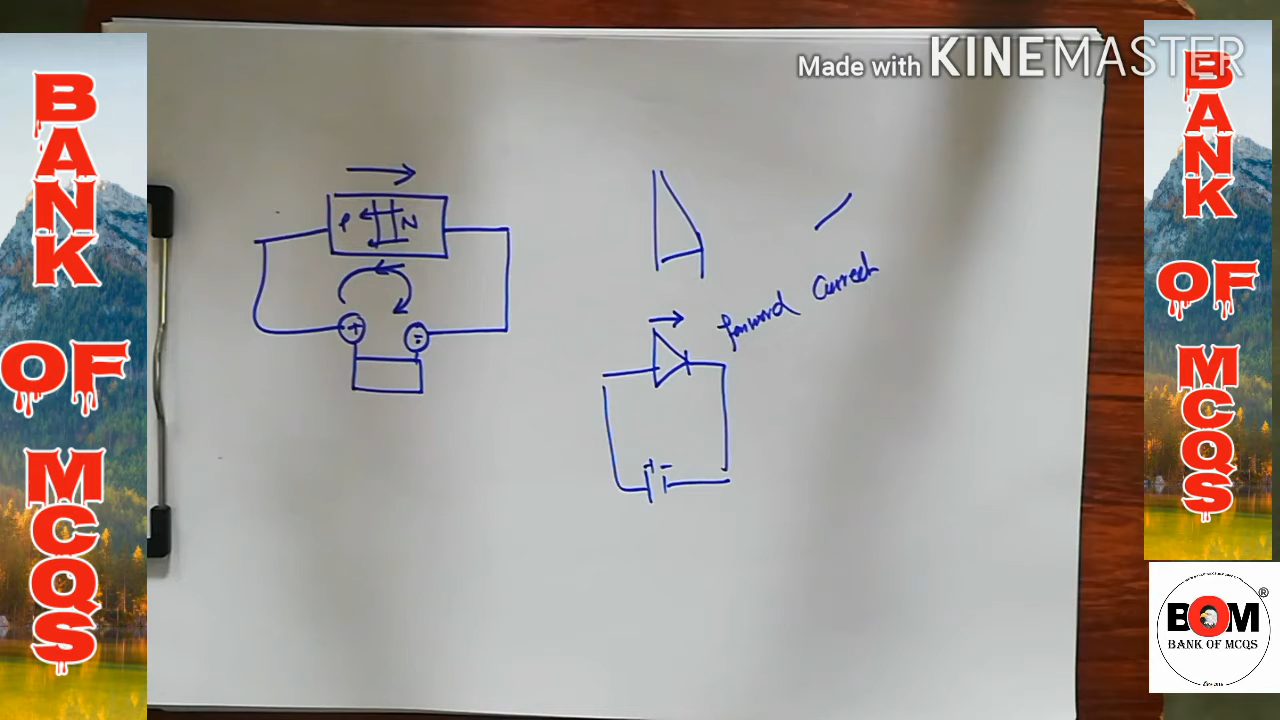 BANK OF MCQS
Made with KINEMASTER
BANK OF MCQS
P N
+ -
forward Current
+ -
BOM ®
BANK OF MCQS